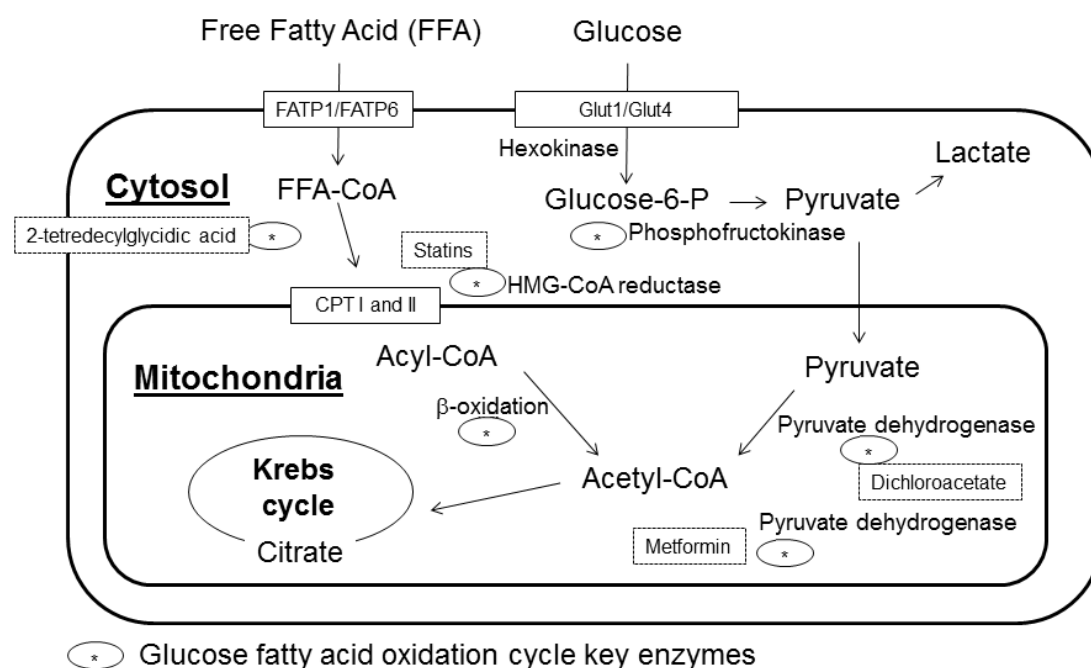 Free Fatty Acid (FFA)
Glucose
FATP1/FATP6
Glut1/Glut4
Hexokinase
Lactate
Cytosol
FFA-CoA
Glucose-6-P
Pyruvate
2-tetredecylglycidic acid
*
*
Phosphofructokinase
Statins
*
HMG-CoA reductase
CPT I and II
Acyl-CoA
Pyruvate
Mitochondria
β-oxidation
*
Pyruvate dehydrogenase
*
Krebs
cycle
Acetyl-CoA
Dichloroacetate
Citrate
Pyruvate dehydrogenase
Metformin
*
* Glucose fatty acid oxidation cycle key enzymes